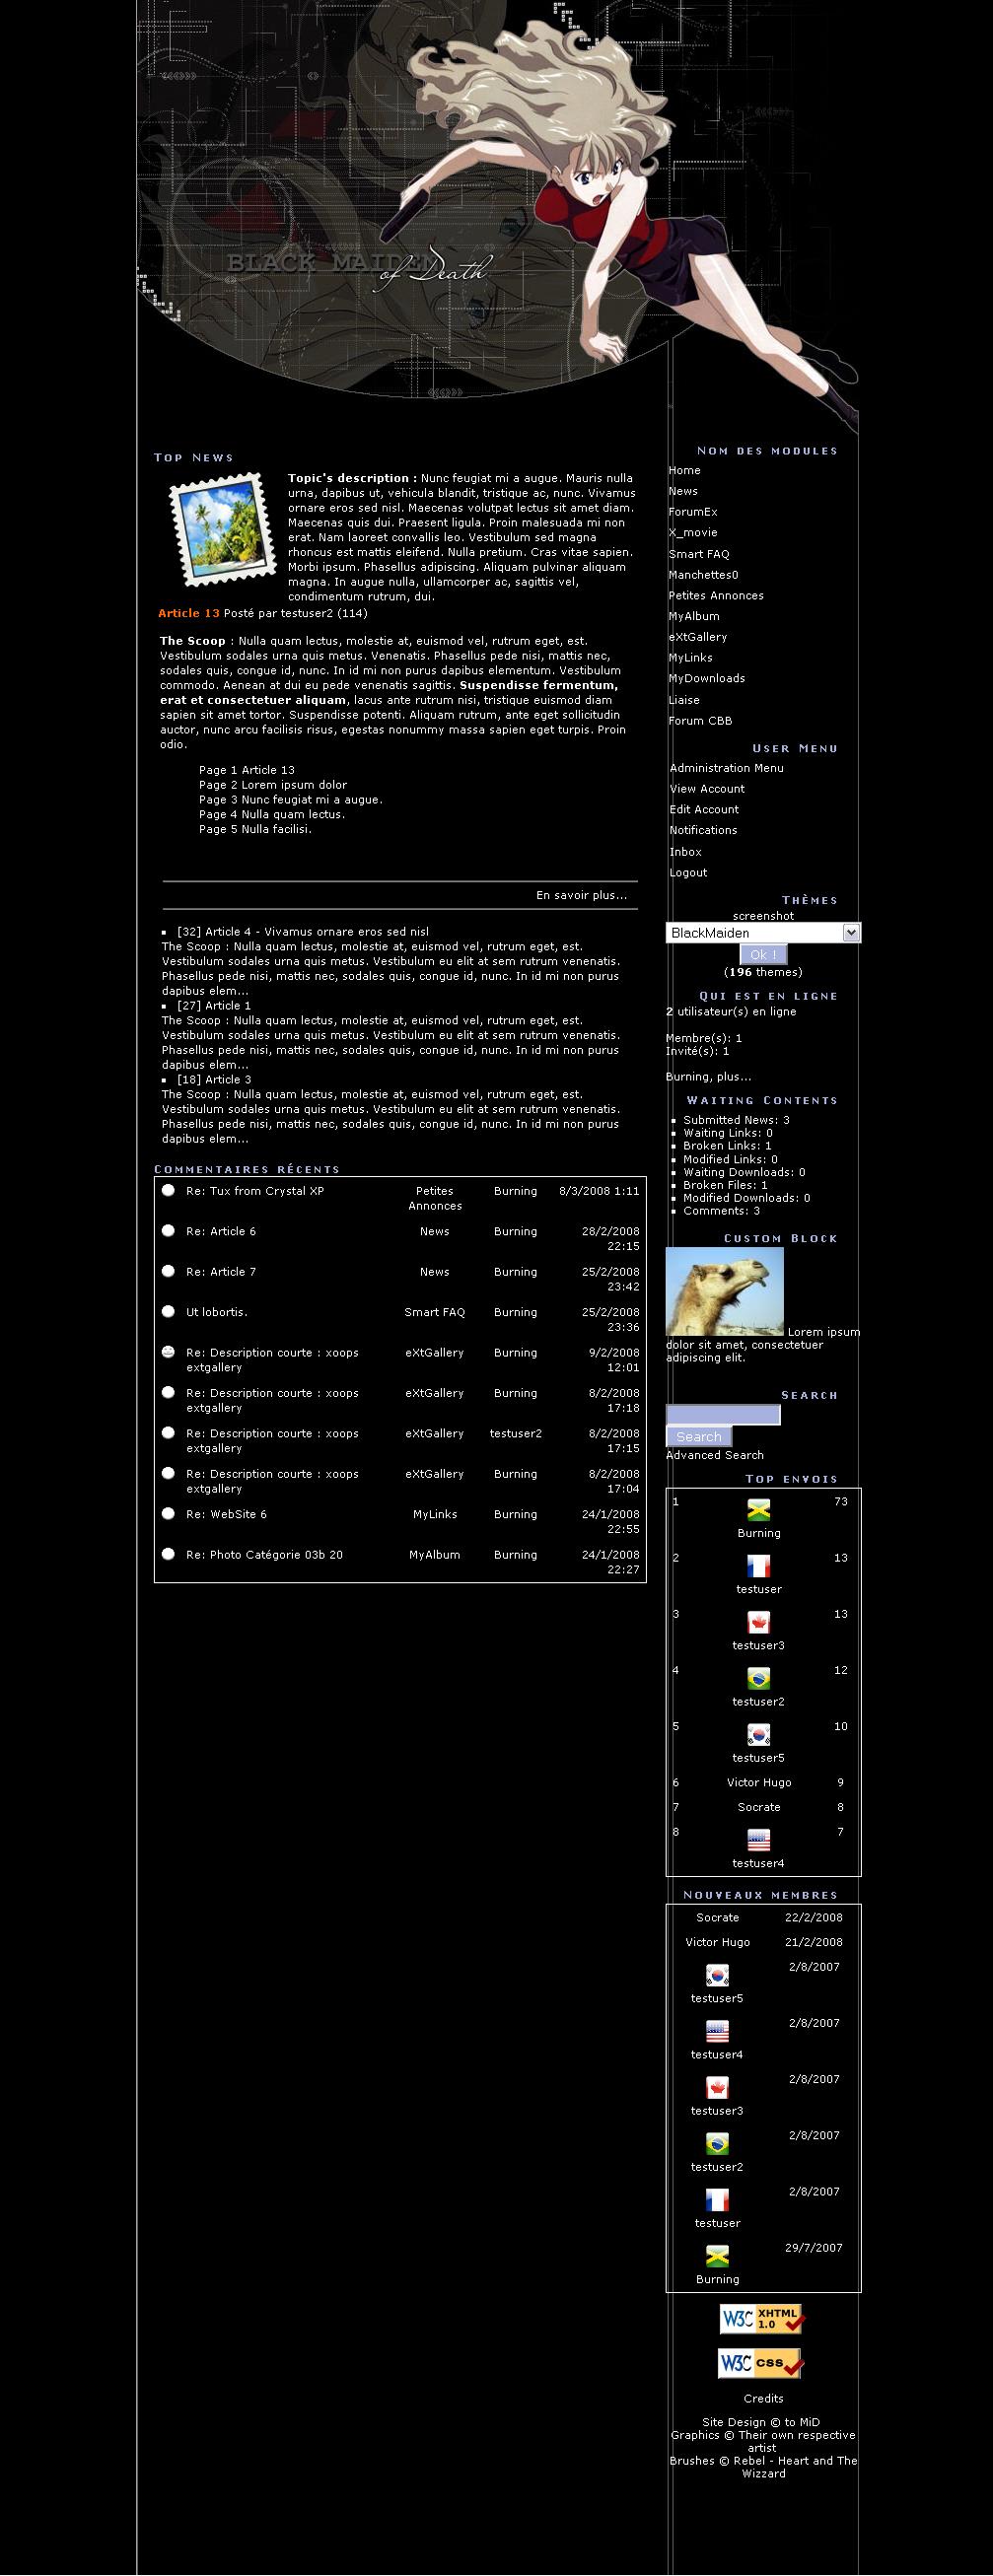 BLACK MAIDEN
of Death
Top News
Topic's description : Nunc feugiat mi a augue. Mauris nulla
urna, dapibus ut, vehicula blandit, tristique ac, nunc. Vivamus
ornare eros sed nisl. Maecenas volutpat lectus sit amet diam.
Maecenas quis dui. Praesent ligula. Proin malesuada mi non
erat. Nam laoreet convallis leo. Vestibulum sed magna
rhoncus est mattis eleifend. Nulla pretium. Cras vitae sapien.
Morbi ipsum. Phasellus adipiscing. Aliquam pulvinar aliquam
magna. In augue nulla, ullamcorper ac, sagittis vel,
condimentum rutrum, dui.
Article 13 Posté par testuser2 (114)
The Scoop : Nulla quam lectus, molestie at, euismod vel, rutrum eget, est.
Vestibulum sodales urna quis metus. Venenatis. Phasellus pede nisi, mattis nec,
sodales quis, congue id, nunc. In id mi non purus dapibus elementum. Vestibulum
commodo. Aenean at dui eu pede venenatis sagittis. Suspendisse fermentum,
erat et consectetuer aliquam, lacus ante rutrum nisi, tristique euismod diam
sapien sit amet tortor. Suspendisse potenti. Aliquam rutrum, ante eget sollicitudin
auctor, nunc arcu facilisis risus, egestas nonummy massa sapien eget turpis. Proin
odio.
Page 1 Article 13
Page 2 Lorem ipsum dolor
Page 3 Nunc feugiat mi a augue.
Page 4 Nulla quam lectus.
Page 5 Nulla facilisi.
En savoir plus...
[32] Article 4 - Vivamus ornare eros sed nisl
The Scoop : Nulla quam lectus, molestie at, euismod vel, rutrum eget, est.
Vestibulum sodales urna quis metus. Vestibulum eu elit at sem rutrum venenatis.
Phasellus pede nisi, mattis nec, sodales quis, congue id, nunc. In id mi non purus
dapibus elem...
[27] Article 1
The Scoop : Nulla quam lectus, molestie at, euismod vel, rutrum eget, est.
Vestibulum sodales urna quis metus. Vestibulum eu elit at sem rutrum venenatis.
Phasellus pede nisi, mattis nec, sodales quis, congue id, nunc. In id mi non purus
dapibus elem...
[18] Article 3
The Scoop : Nulla quam lectus, molestie at, euismod vel, rutrum eget, est.
Vestibulum sodales urna quis metus. Vestibulum eu elit at sem rutrum venenatis.
Phasellus pede nisi, mattis nec, sodales quis, congue id, nunc. In id mi non purus
dapibus elem...
Commentaires récents
Re: Tux from Crystal XP Petites Burning 8/3/2008 1:11
Annonces
Re: Article 6 News Burning 28/2/2008
22:15
Re: Article 7 News Burning 25/2/2008
23:42
Ut lobortis. Smart FAQ Burning 25/2/2008
23:36
Re: Description courte : xoops eXtGallery Burning 9/2/2008
extgallery 12:01
Re: Description courte : xoops eXtGallery Burning 8/2/2008
extgallery 17:18
Re: Description courte : xoops eXtGallery testuser2 8/2/2008
extgallery 17:15
Re: Description courte : xoops eXtGallery Burning 8/2/2008
extgallery 17:04
Re: WebSite 6 MyLinks Burning 24/1/2008
22:55
Re: Photo Catégorie 03b 20 MyAlbum Burning 24/1/2008
22:27
Nom des modules
Home
News
ForumEx
X_movie
Smart FAQ
Manchettes0
Petites Annonces
MyAlbum
eXtGallery
MyLinks
MyDownloads
Liaise
Forum CBB
User Menu
Administration Menu
View Account
Edit Account
Notifications
Inbox
Logout
Thèmes
screenshot
BlackMaiden
Ok !
(196 themes)
Qui est en ligne
2 utilisateur(s) en ligne
Membre(s): 1
Invité(s): 1
Burning, plus...
Waiting Contents
Submitted News: 3
Waiting Links: 0
Broken Links: 1
Modified Links: 0
Waiting Downloads: 0
Broken Files: 1
Modified Downloads: 0
Comments: 3
Custom Block
Lorem ipsum
dolor sit amet, consectetuer
adipiscing elit.
Search
Search
Advanced Search
Top envois
1 73
Burning
2 13
testuser
3 13
testuser3
4 12
testuser2
5 10
testuser5
6 Victor Hugo 9
7 Socrate 8
8 7
testuser4
Nouveaux membres
Socrate 22/2/2008
Victor Hugo 21/2/2008
2/8/2007
testuser5
2/8/2007
testuser4
2/8/2007
testuser3
2/8/2007
testuser2
2/8/2007
testuser
29/7/2007
Burning
W3C XHTML
1.0
W3C CSS
Credits
Site Design © to MiD
Graphics © Their own respective
artist
Brushes © Rebel - Heart and The
Wizzard